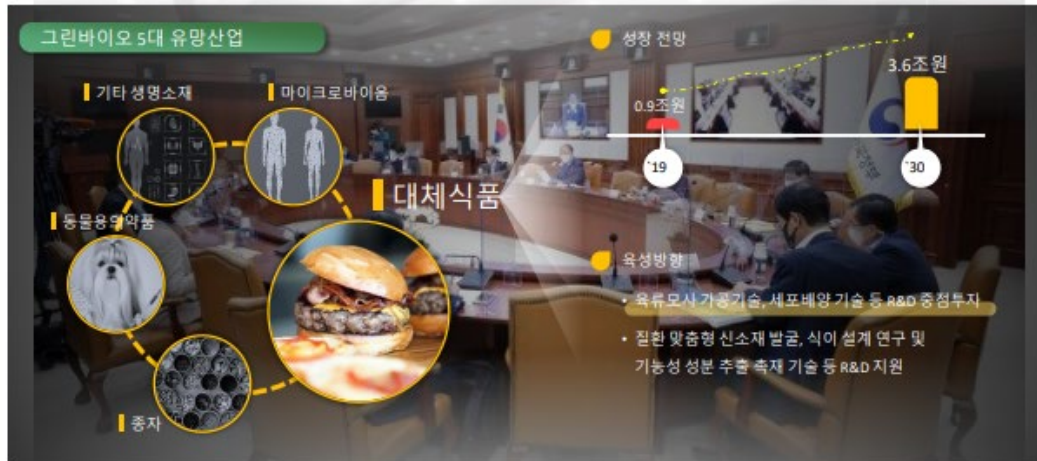 그린바이오 5대 유망산업
기타 생명소재
마이크로바이옴
대체식품
동물용의약품
종자
성장 전망
0.9조원
3.6조원
'19
'30
육성방향
• 육류모사 가공기술, 세포배양 기술 등 R&D 중점투자
• 질환 맞춤형 신소재 발굴, 식이 설계 연구 및
기능성 성분 추출 축재 기술 등 R&D 지원